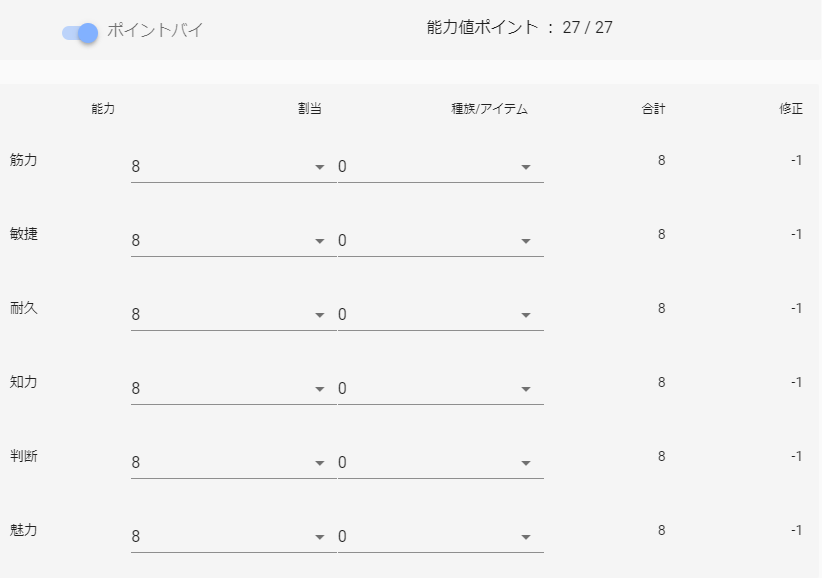 ポイントバイ 能力値ポイント : 27 / 27
能力 割当 種族/アイテム 合計 修正
筋力 8 0 8 -1
敏捷 8 0 8 -1
耐久 8 0 8 -1
知力 8 0 8 -1
判断 8 0 8 -1
魅力 8 0 8 -1